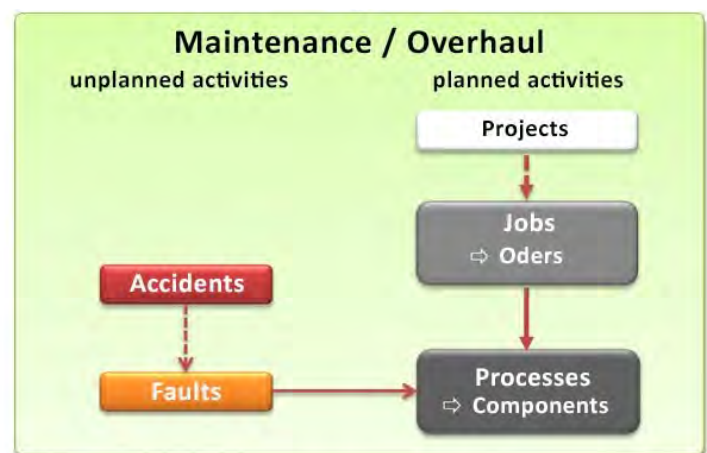 Maintenance / Overhaul
unplanned activities
planned activities
Projects
Jobs
⇨ Oders
Accidents
Processes
⇨ Components
Faults